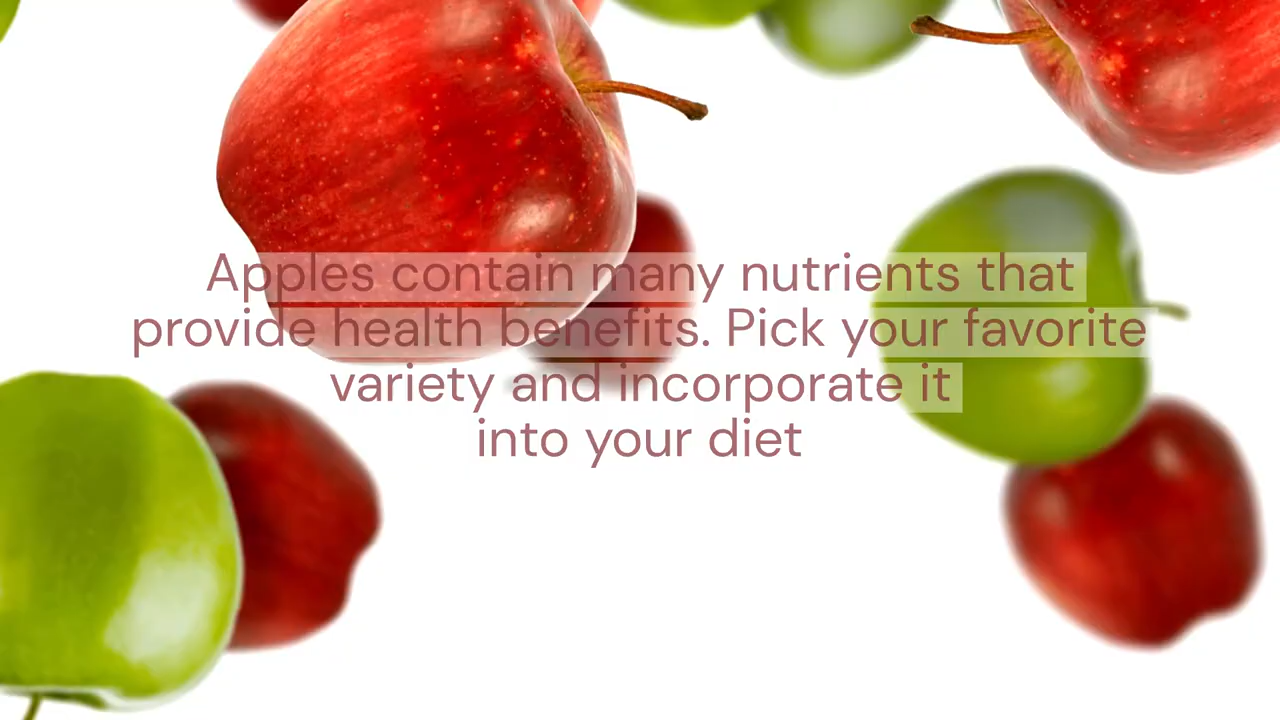 Apples contain many nutrients that
provide health benefits. Pick your favorite
variety and incorporate it
into your diet